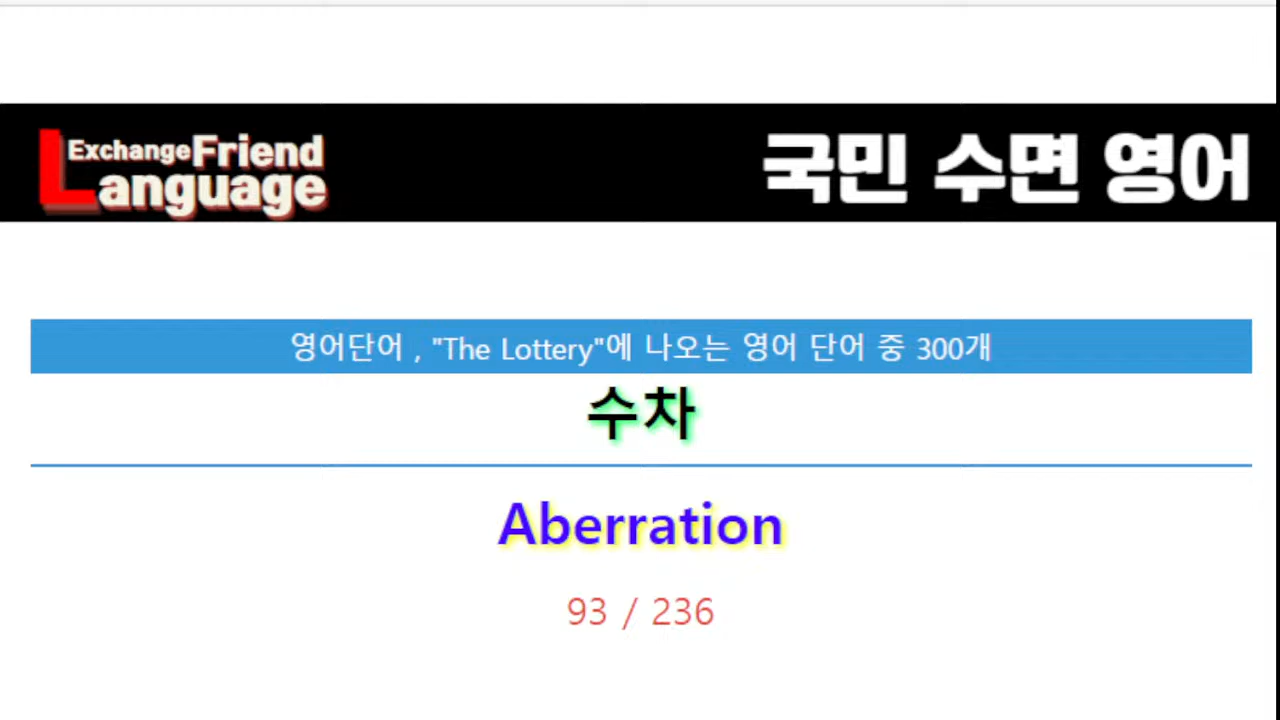 Exchange Friend
Language
국민 수면 영어
영어단어 , "The Lottery"에 나오는 영어 단어 중 300개
수차
Aberration
93 / 236